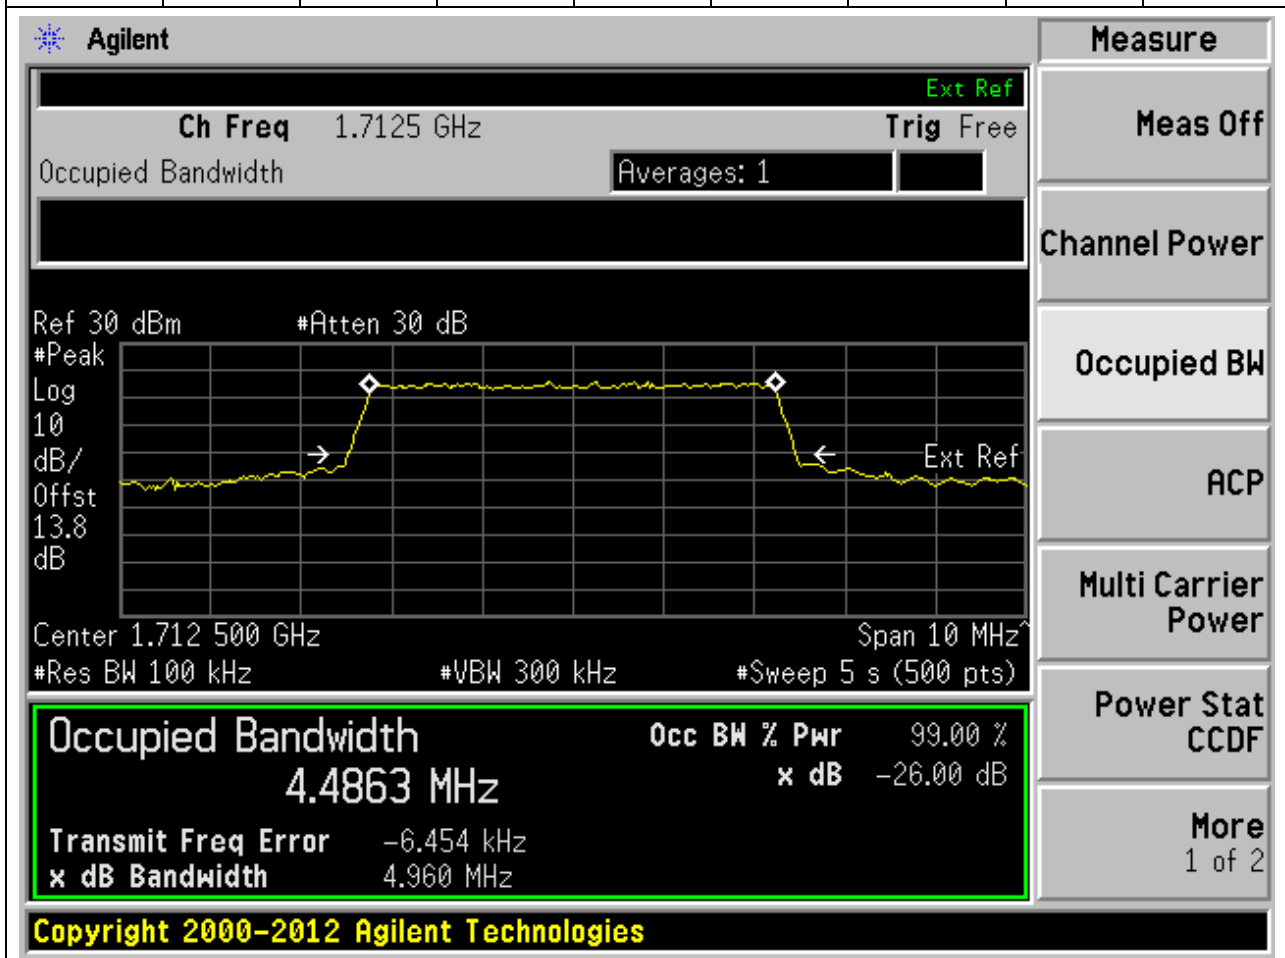 Agilent
Measure
Ext Ref
Ch Freq 1.7125 GHz Trig Free
Occupied Bandwidth Averages: 1
Ref 30 dBm #Atten 30 dB
#Peak
Log
10
dB/
Offst
13.8
dB
Ext Ref
Center 1.712 500 GHz Span 10 MHz^
#Res BW 100 kHz #VBW 300 kHz #Sweep 5 s (500 pts)
Occupied Bandwidth
4.4863 MHz
Occ BW % Pwr 99.00 %
x dB -26.00 dB
Transmit Freq Error -6.454 kHz
x dB Bandwidth 4.960 MHz
Meas Off
Channel Power
Occupied BW
ACP
Multi Carrier
Power
Power Stat
CCDF
More
1 of 2
Copyright 2000-2012 Agilent Technologies